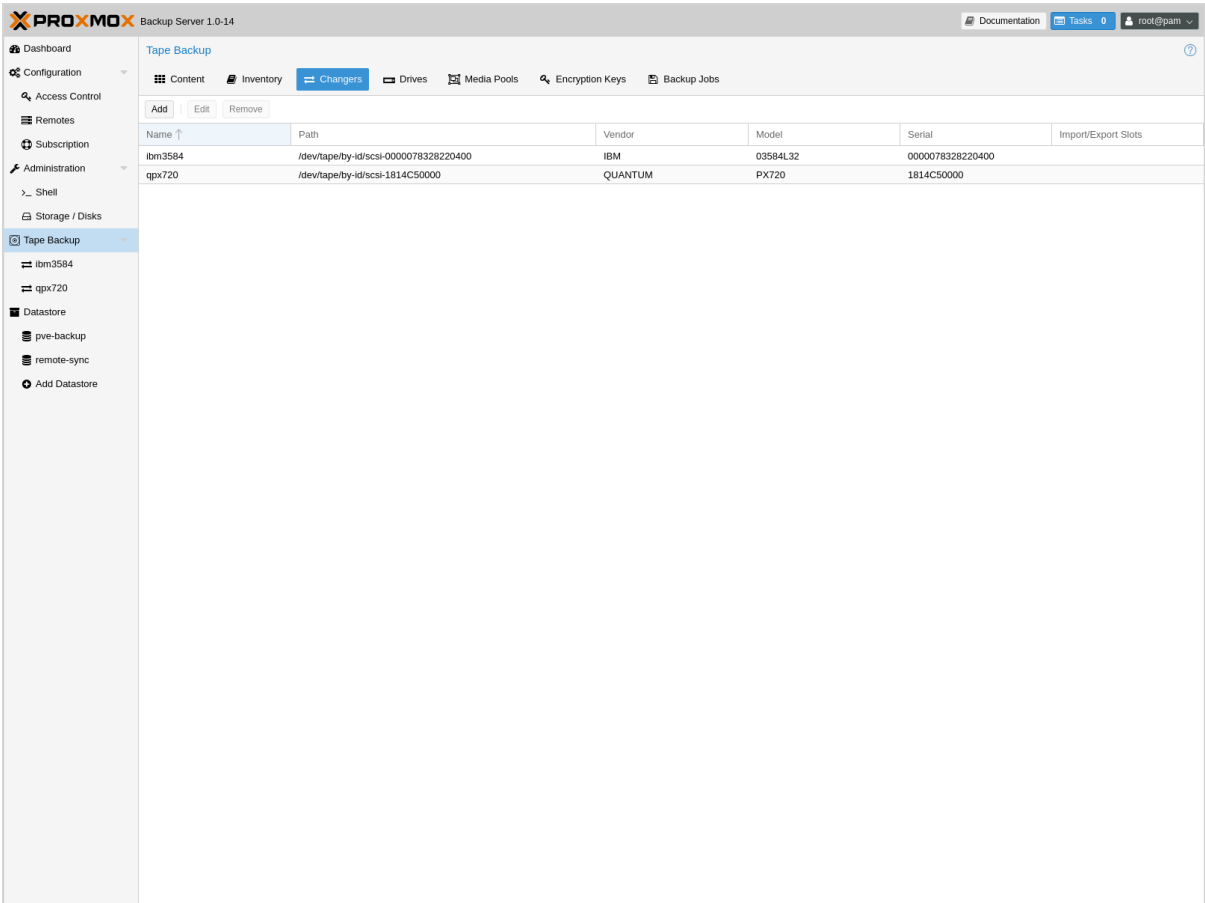 PROXMOX Backup Server 1.0-14 Documentation Tasks 0 root@pam
Dashboard
Configuration
Access Control
Remotes
Subscription
Administration
Shell
Storage / Disks
Tape Backup
ibm3584
qpx720
Datastore
pve-backup
remote-sync
Add Datastore
Tape Backup
Content Inventory Changers Drives Media Pools Encryption Keys Backup Jobs
Add Edit Remove
Name Path Vendor Model Serial Import/Export Slots
ibm3584 /dev/tape/by-id/scsi-0000078328220400 IBM 03584L32 0000078328220400
qpx720 /dev/tape/by-id/scsi-1814C50000 QUANTUM PX720 1814C50000